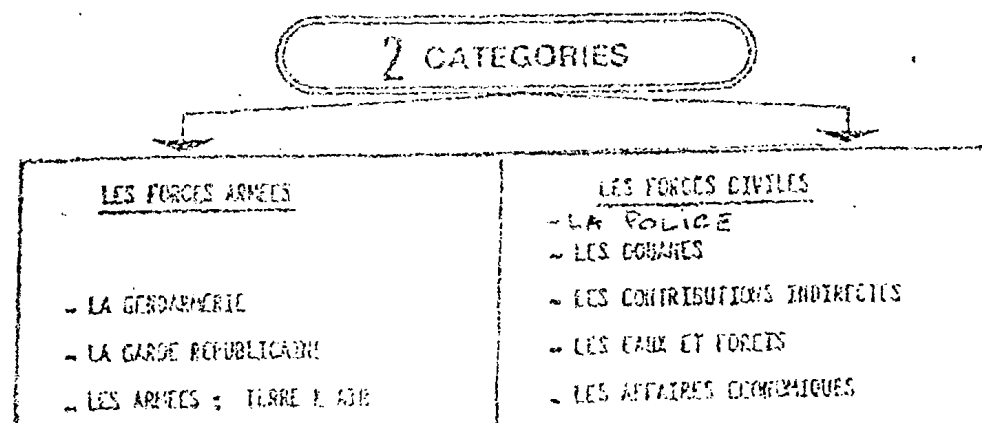 2 CATEGORIES
LES FORCES ARMEES
- LA GENDARMERIE
- LA GARDE REPUBLICAINE
- LES ARMEES : TERRE & AIR
LES FORCES CIVILES
- LA POLICE
- LES DOUANES
- LES CONTRIBUTIONS INDIRECTES
- LES EAUX ET FORETS
- LES AFFAIRES ECONOMIQUES